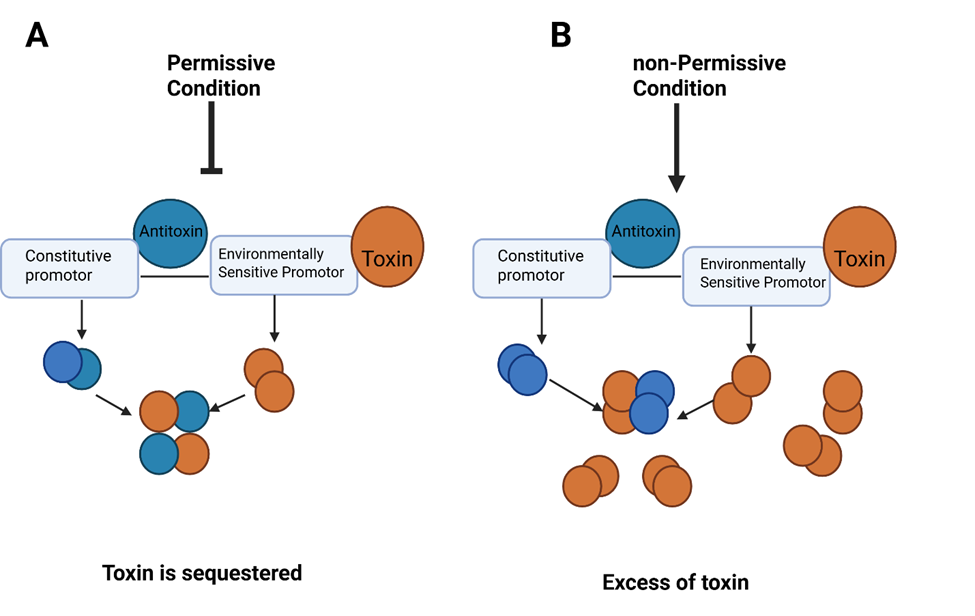 A
Permissive
Condition
Antitoxin
Constitutive
promotor
Environmentally
Sensitive Promotor
Toxin
Toxin is sequestered
B
non-Permissive
Condition
Antitoxin
Constitutive
promotor
Environmentally
Sensitive Promotor
Toxin
Excess of toxin